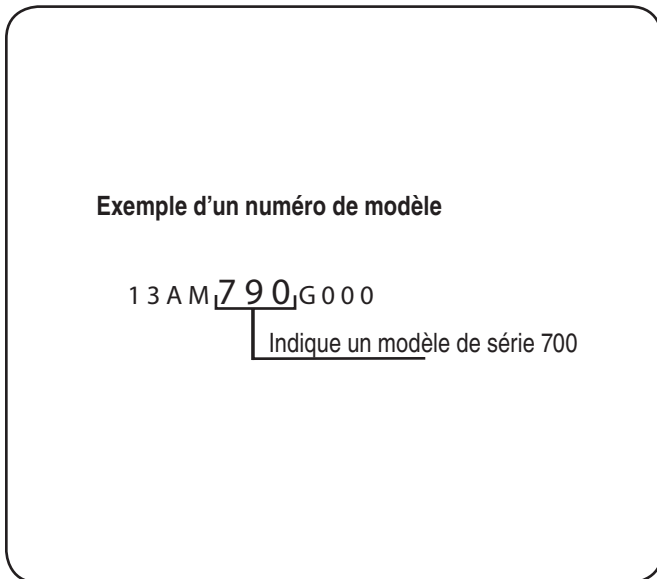 Exemple d’un numéro de modèle
13AM790G000
Indique un modèle de série 700